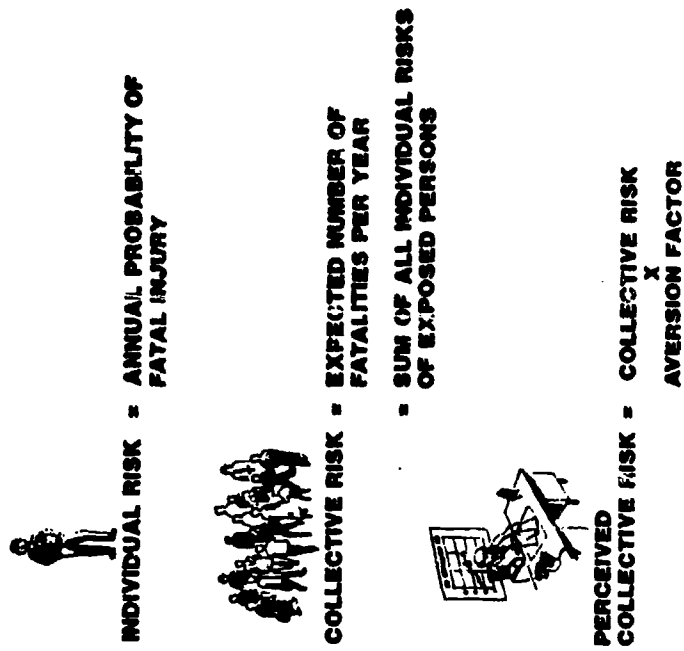 INDIVIDUAL RISK = ANNUAL PROBABILITY OF
FATAL INJURY
COLLECTIVE RISK = EXPECTED NUMBER OF
FATALITIES PER YEAR
= SUM OF ALL INDIVIDUAL RISKS
OF EXPOSED PERSONS
PERCEIVED
COLLECTIVE RISK = COLLECTIVE RISK
X
AVERSION FACTOR